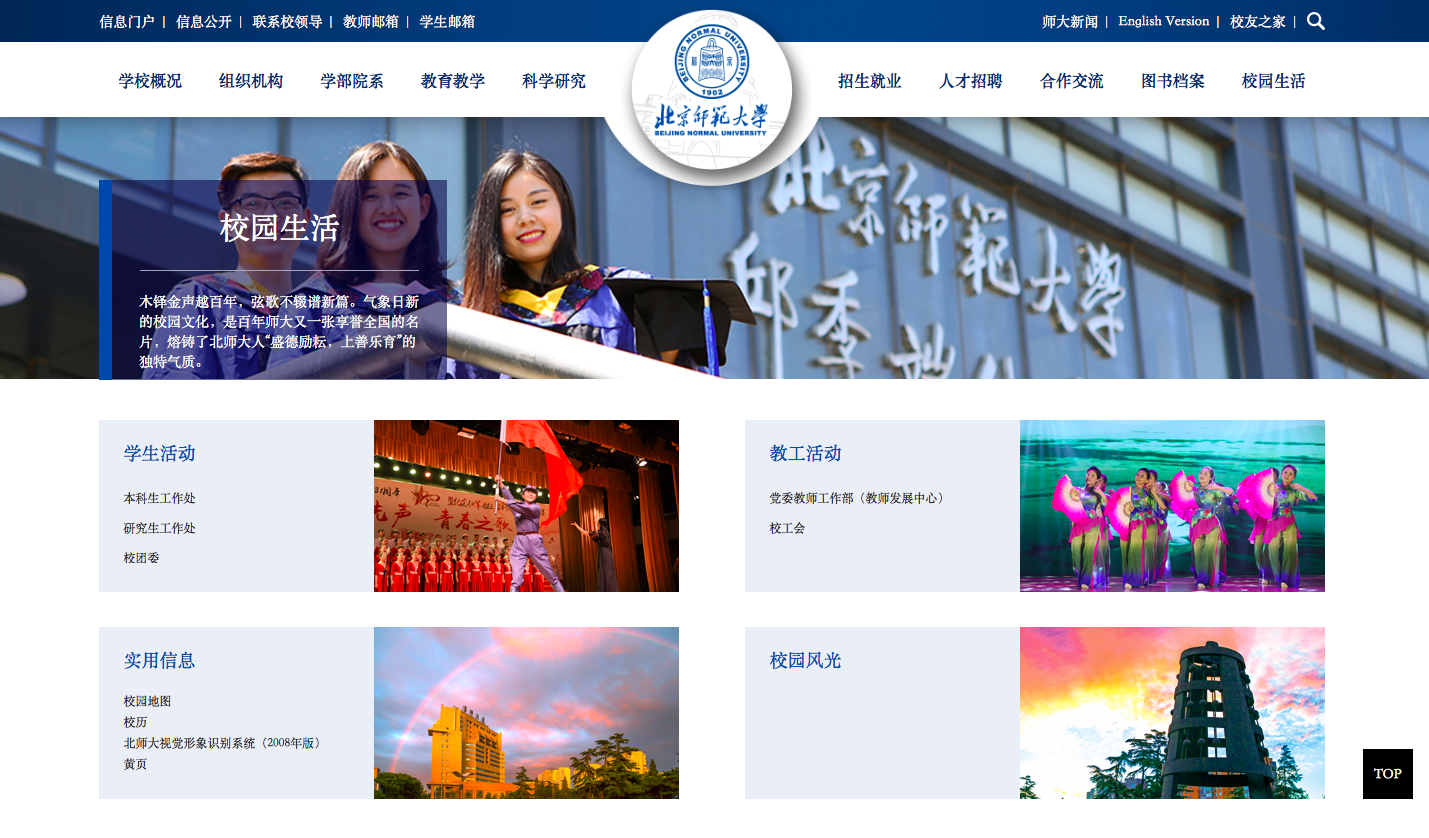 信息门户 | 信息公开 | 联系校领导 | 教师邮箱 | 学生邮箱
师大新闻 | English Version | 校友之家 |
学校概况 组织机构 学部院系 教育教学 科学研究
BEIJING NORMAL UNIVERSITY
1902
北京师范大学
BEIJING NORMAL UNIVERSITY
招生就业 人才招聘 合作交流 图书档案 校园生活
北京師範大學
邱季端
校园生活
木铎金声越百年，弦歌不辍谱新篇。气象日新
的校园文化，是百年师大又一张享誉全国的名
片，熔铸了北师大人“盛德励耘，上善乐育”的
独特气质。
学生活动
本科生工作处
研究生工作处
校团委
青春之歌
教工活动
党委教师工作部（教师发展中心）
校工会
实用信息
校园地图
校历
北师大视觉形象识别系统（2008年版）
黄页
校园风光
TOP